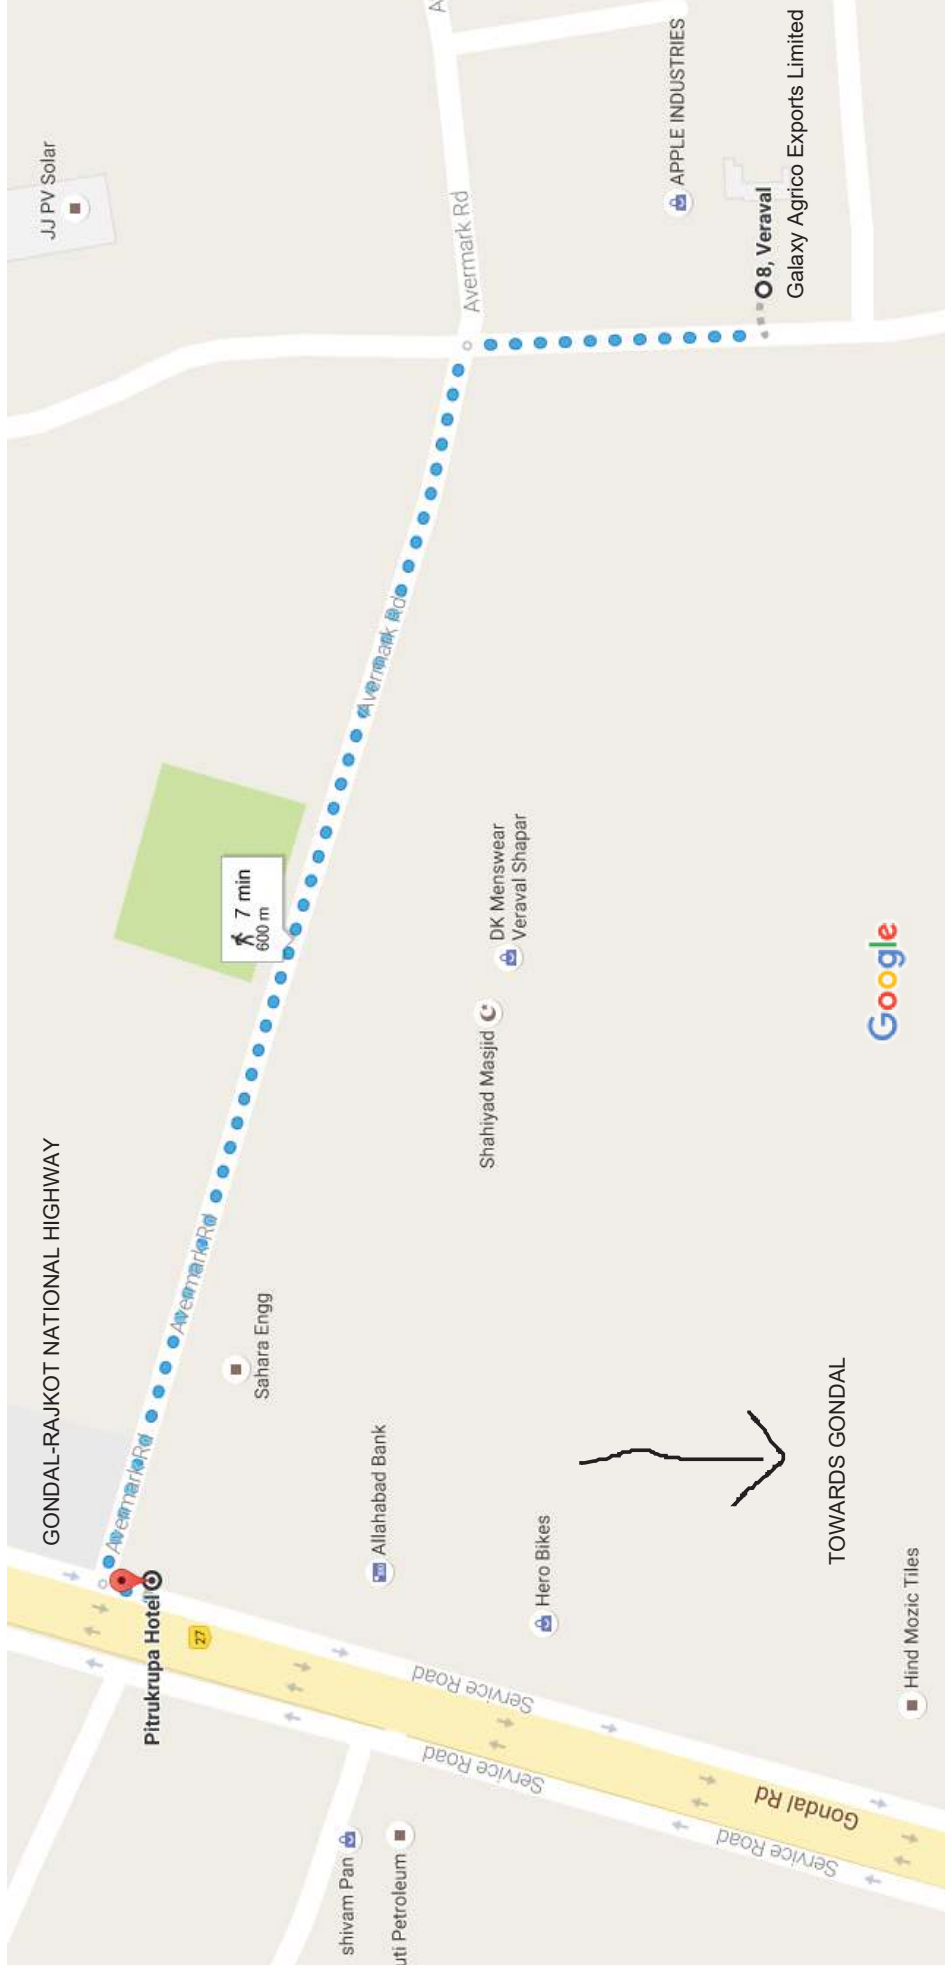 GONDAL-RAJKOT NATIONAL HIGHWAY
JJ PV Solar
Avermark Rd
Avermark Rd
Avermark Rd
Avermark Rd
A
Pitrukrupa Hotel
27
7 min
600 m
Sahara Engg
Allahabad Bank
Shahiyad Masjid
DK Menswear
Veraval Shapar
APPLE INDUSTRIES
8, Veraval
Galaxy Agrico Exports Limited
Hero Bikes
Service Road
Service Road
Service Road
Gondal Rd
shivam Pan
uti Petroleum
TOWARDS GONDAL
Hind Mozic Tiles
Google